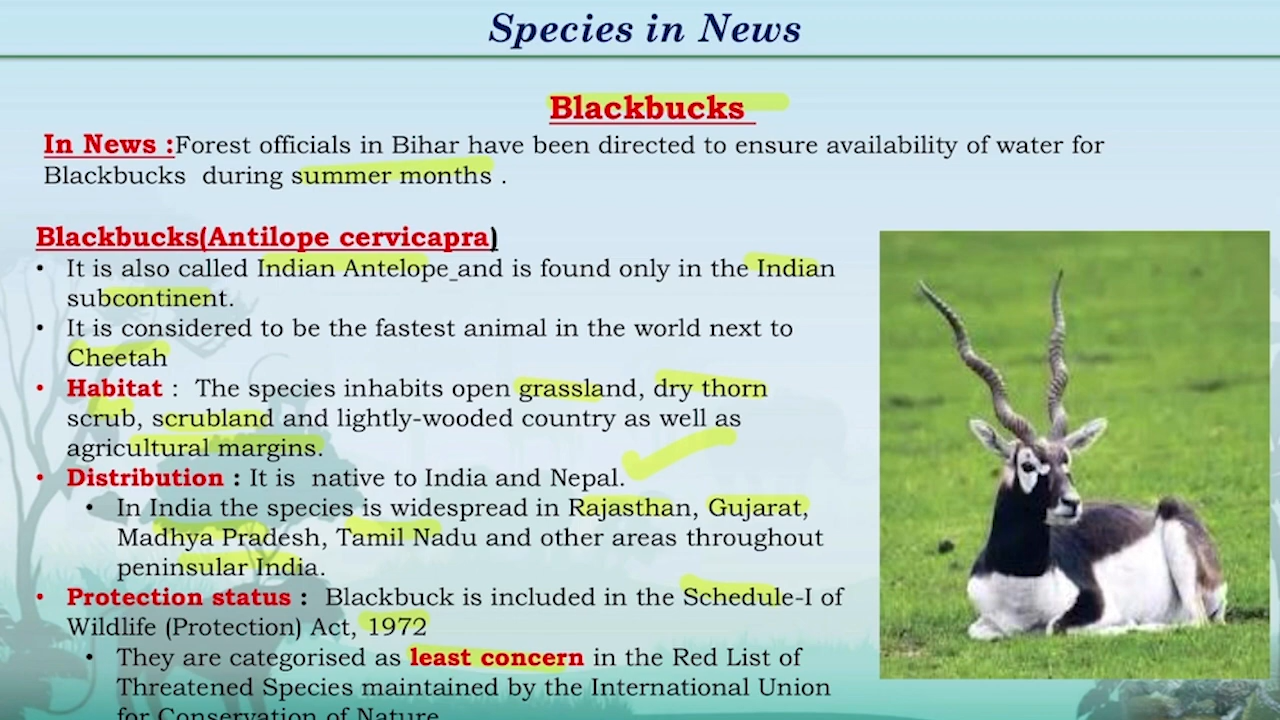 Species in News
Blackbucks
In News :Forest officials in Bihar have been directed to ensure availability of water for
Blackbucks during summer months .
Blackbucks(Antilope cervicapra)
• It is also called Indian Antelope_and is found only in the Indian
subcontinent.
• It is considered to be the fastest animal in the world next to
Cheetah
• Habitat : The species inhabits open grassland, dry thorn
scrub, scrubland and lightly-wooded country as well as
agricultural margins.
• Distribution : It is native to India and Nepal.
• In India the species is widespread in Rajasthan, Gujarat,
Madhya Pradesh, Tamil Nadu and other areas throughout
peninsular India.
• Protection status : Blackbuck is included in the Schedule-I of
Wildlife (Protection) Act, 1972
• They are categorised as least concern in the Red List of
Threatened Species maintained by the International Union
for Conservation of Nature